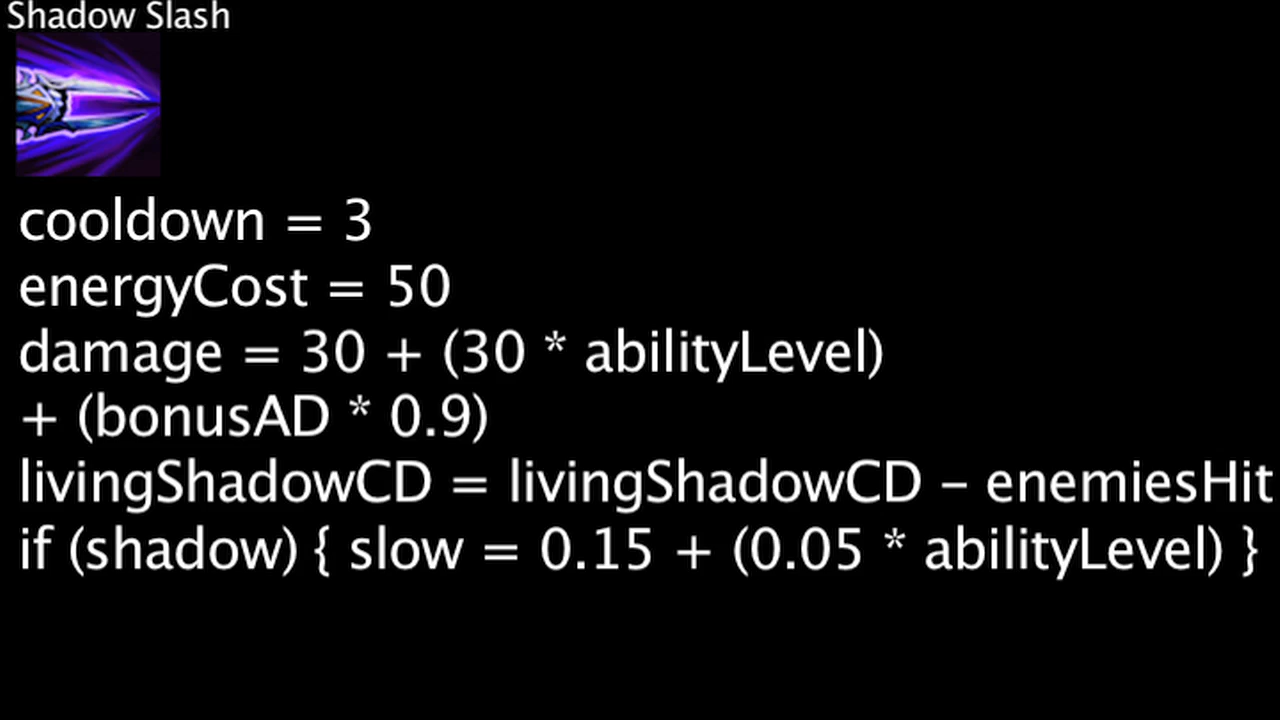 Shadow Slash
cooldown = 3
energyCost = 50
damage = 30 + (30 * abilityLevel)
+ (bonusAD * 0.9)
livingShadowCD = livingShadowCD – enemiesHit
if (shadow) { slow = 0.15 + (0.05 * abilityLevel) }